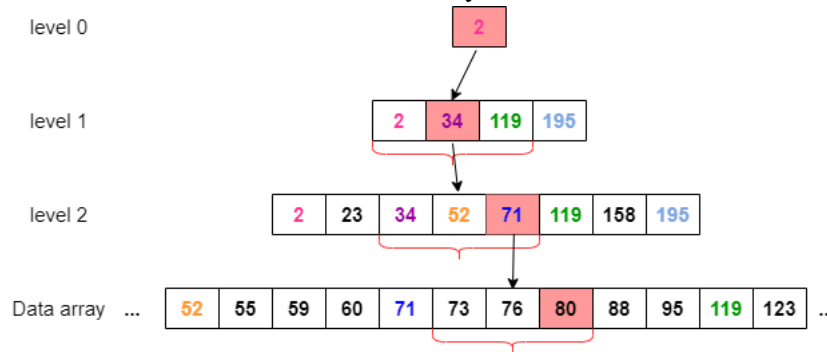 level 0 2
level 1 2 34 119 195
level 2 2 23 34 52 71 119 158 195
Data array ... 52 55 59 60 71 73 76 80 88 95 119 123 ..